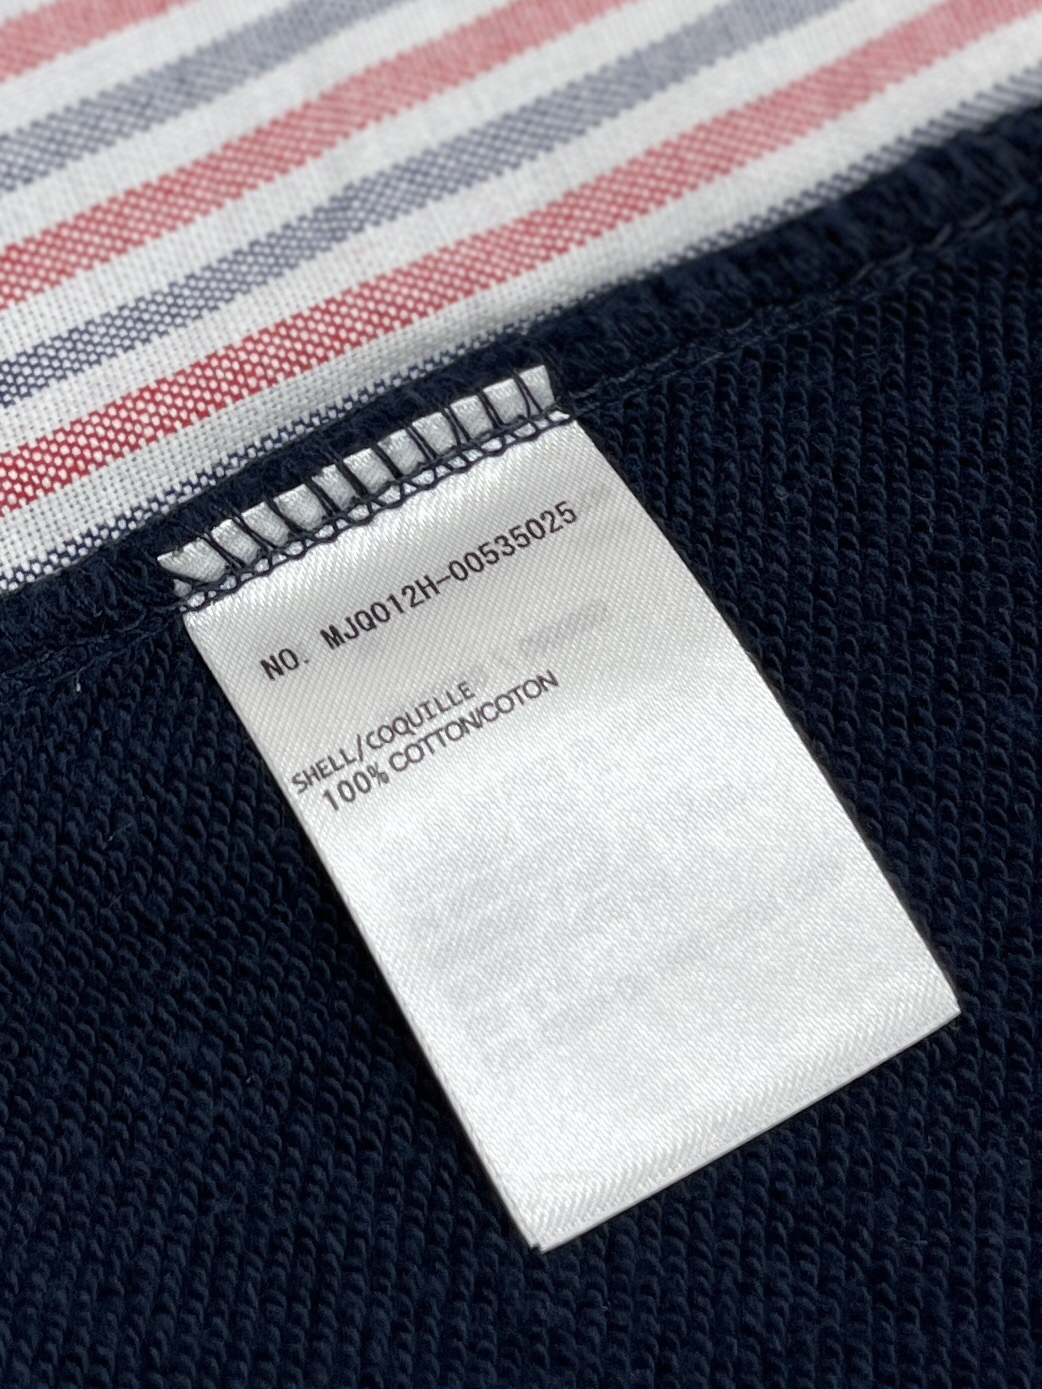 NO. MJQ012H-00535025
SHELL/COQUILLE
100% COTTON/COTON